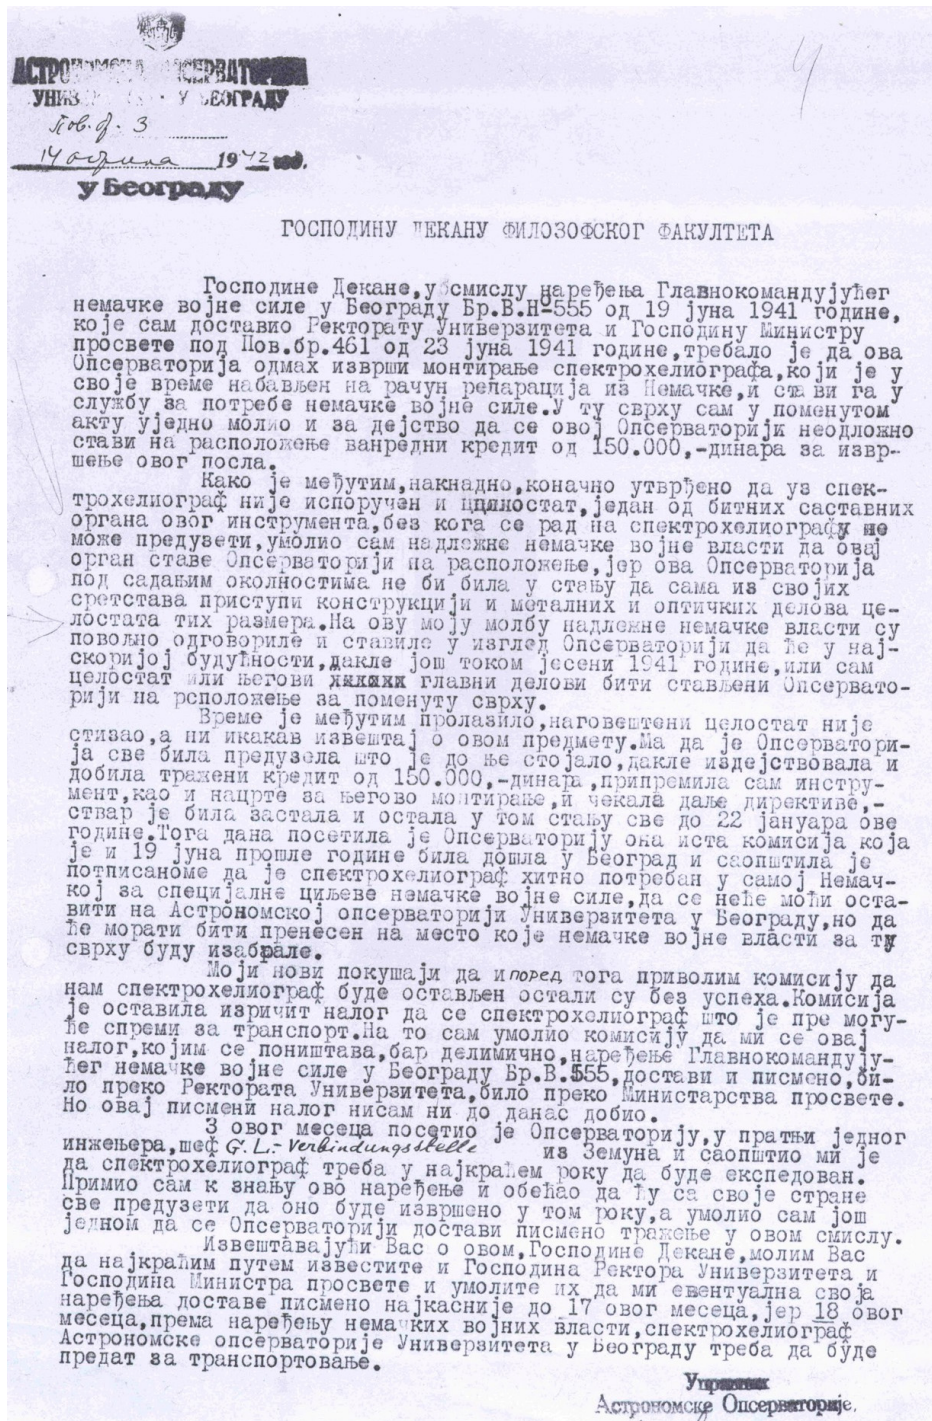 АСТРОНОМСКА ОПСЕРВАТОРИЈА
УНИВЕРЗИТЕТА У БЕОГРАДУ
Пов. бр. 3
14 априла 1942 год.
у Београду
ГОСПОДИНУ ДЕКАНУ ФИЛОЗОФСКОГ ФАКУЛТЕТА
Господине Декане,у смислу наређења Главнокомандујућег
немачке војне силе у Београду Бр.В.№-555 од 19 јуна 1941 године,
које сам доставио Ректорату Универзитета и Господину Министру
просвете под Пов.бр.461 од 23 јуна 1941 године,требало је да ова
Опсерваторија одмах изврши монтирање спектрохелиографа,који је у
своје време набављен на рачун репарација из Немачке,и стави га у
службу за потребе немачке војне силе.У ту сврху сам у поменутом
акту уједно молио и за дејство да се овој Опсерваторији неодложно
стави на расположење ванредни кредит од 150.000,-динара за извр-
шење овог посла.
Како је међутим,накнадно,коначно утврђено да уз спек-
трохелиограф није испоручен и цџлостат,један од битних саставних
органа овог инструмента,без кога се рад на спектрохелиографу не
може предузети,умолио сам надлежне немачке војне власти да овај
орган ставе Опсерваторији на расположење,јер ова Опсерваторија
под садањим околностима не би била у стању да сама из својих
сретстава приступи конструкцији и металних и оптичких делова це-
лостата тих размера.На ову моју молбу надлежне немачке власти су
повољно одговориле и ставиле у изглед Опсерваторији да ће у нај-
скоријој будућности,дакле још током јесени 1941 године,или сам
целостат или његови главни делови бити стављени Опсервато-
рији на рсположење за поменуту сврху.
Време је међутим пролазило,наговештени целостат није
стизао,а ни икакав извештај о овом предмету.Ма да је Опсерватори-
ја све била предузела што је до ње стојало,дакле издејствовала и
добила тражени кредит од 150.000,-динара,припремила сам инстру-
мент,као и нацрте за његово монтирање,и чекала даље директиве,-
ствар је била застала и остала у том стању све до 22 јануара ове
године.Тога дана посетила је Опсерваторију она иста комисија која
је и 19 јуна прошле године била дошла у Београд и саопштила је
потписаноме да је спектрохелиограф хитно потребан у самој Немач-
кој за специјалне циљеве немачке војне силе,да се неће моћи оста-
вити на Астрономској опсерваторији Универзитета у Београду,но да
ће морати бити пренесен на место које немачке војне власти за ту
сврху буду изабрале.
Моји нови покушаји да и поред тога приволим комисију да
нам спектрохелиограф буде остављен остали су без успеха.Комисија
је оставила изричит налог да се спектрохелиограф што је пре могу-
ће спреми за транспорт.На то сам умолио комисију да ми се овај
налог,којим се поништава,бар делимично,наређење Главнокомандују-
ћег немачке војне силе у Београду Бр.В.555,достави и писмено,би-
ло преко Ректората Универзитета,било преко Министарства просвете.
Но овај писмени налог нисам ни до данас добио.
3 овог месеца посетио је Опсерваторију,у пратњи једног
инжењера,шеф G.L.-Verbindungsstelle из Земуна и саопштио ми је
да спектрохелиограф треба у најкраћем року да буде експедован.
Примио сам к знању ово наређење и обећао да ћу са своје стране
све предузети да оно буде извршено у том року,а умолио сам још
једном да се Опсерваторији достави писмено тражење у овом смислу.
Извештавајући Вас о овом,Господине Декане,молим Вас
да најкраћим путем известите и Господина Ректора Универзитета и
Господина Министра просвете и умолите их да ми евентуална своја
наређења доставе писмено најкасније до 17 овог месеца,јер 18 овог
месеца,према наређењу немачких војних власти,спектрохелиограф
Астрономске опсерваторије Универзитета у Београду треба да буде
предат за транспортовање.
Управник
Астрономске Опсерваторије,